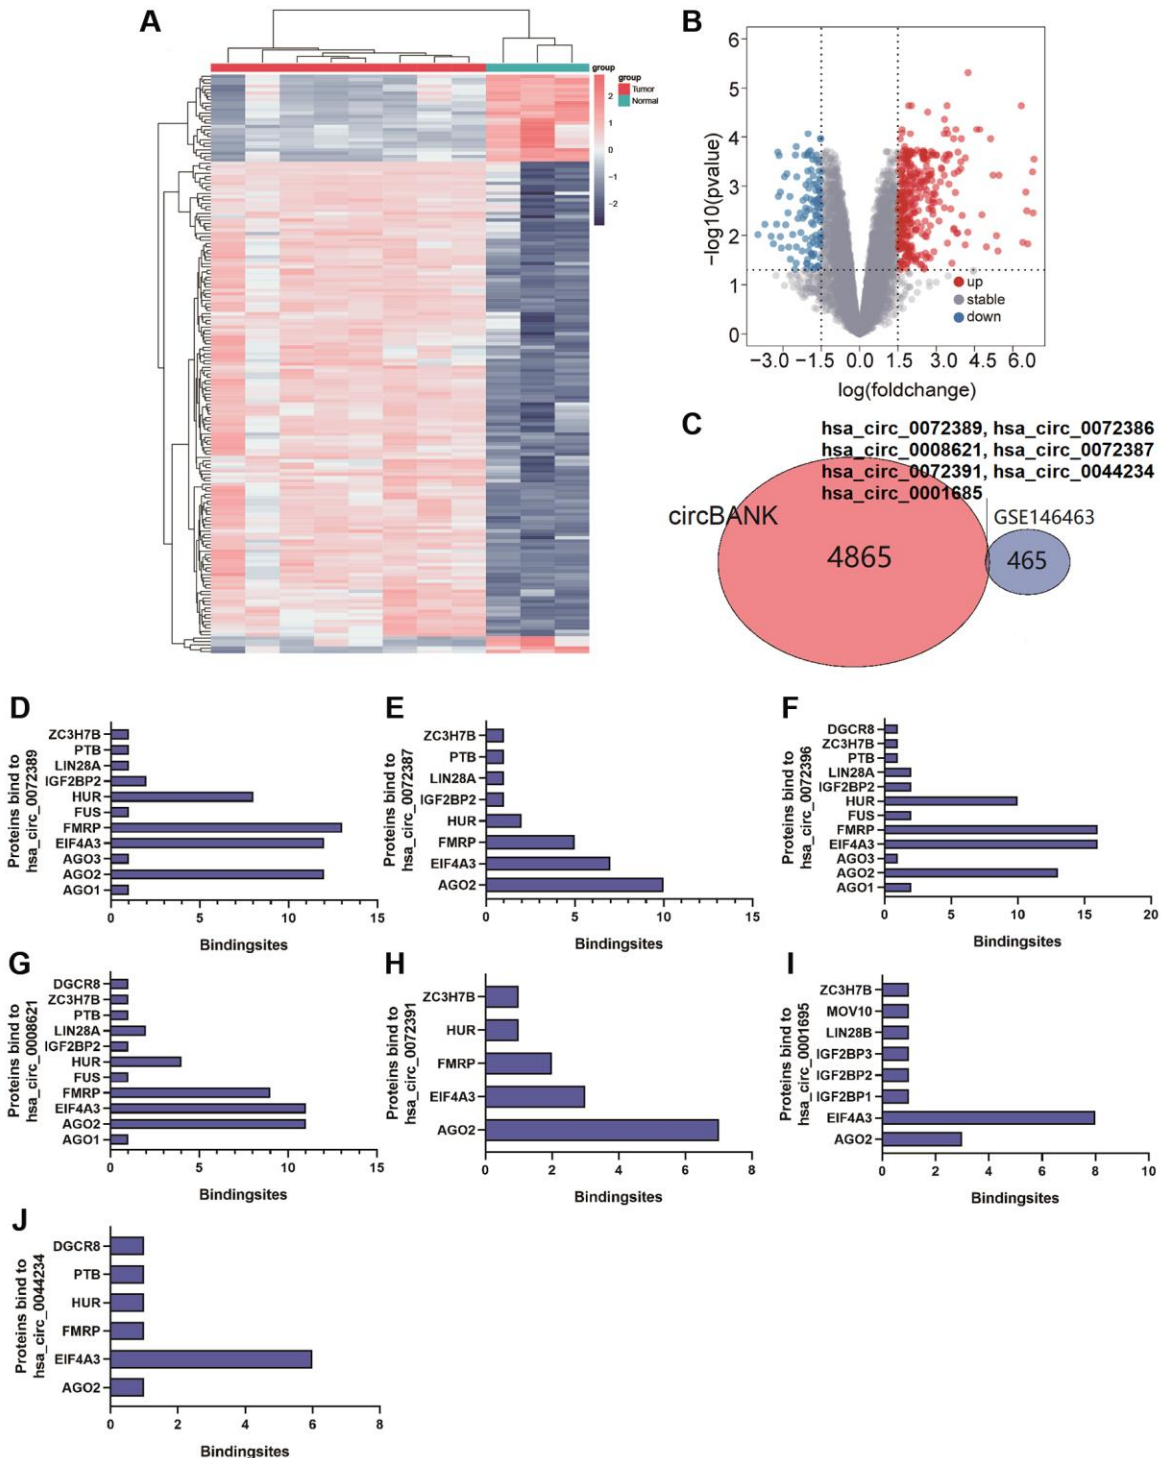 A
group
2
1
0
−1
−2
group
Tumor
Normal
B
−log10(pvalue)
6
5
4
3
2
1
0
up
stable
down
−3.0 −1.5 0.0 1.5 3.0 4.5 6.0
log(foldchange)
C
hsa_circ_0072389, hsa_circ_0072386
hsa_circ_0008621, hsa_circ_0072387
hsa_circ_0072391, hsa_circ_0044234
hsa_circ_0001685
circBANK
GSE146463
4865
465
D
Proteins bind to
hsa_circ_0072389
ZC3H7B
PTB
LIN28A
IGF2BP2
HUR
FUS
FMRP
EIF4A3
AGO3
AGO2
AGO1
0 5 10 15
Bindingsites
E
Proteins bind to
hsa_circ_0072387
ZC3H7B
PTB
LIN28A
IGF2BP2
HUR
FMRP
EIF4A3
AGO2
0 5 10 15
Bindingsites
F
Proteins bind to
hsa_circ_0072396
DGCR8
ZC3H7B
PTB
LIN28A
IGF2BP2
HUR
FUS
FMRP
EIF4A3
AGO3
AGO2
AGO1
0 5 10 15 20
Bindingsites
G
Proteins bind to
hsa_circ_0008621
DGCR8
ZC3H7B
PTB
LIN28A
IGF2BP2
HUR
FUS
FMRP
EIF4A3
AGO2
AGO1
0 5 10 15
Bindingsites
H
Proteins bind to
hsa_circ_0072391
ZC3H7B
HUR
FMRP
EIF4A3
AGO2
0 2 4 6 8
Bindingsites
I
Proteins bind to
hsa_circ_0001695
ZC3H7B
MOV10
LIN28B
IGF2BP3
IGF2BP2
IGF2BP1
EIF4A3
AGO2
0 2 4 6 8 10
Bindingsites
J
Proteins bind to
hsa_circ_0044234
DGCR8
PTB
HUR
FMRP
EIF4A3
AGO2
0 2 4 6 8
Bindingsites